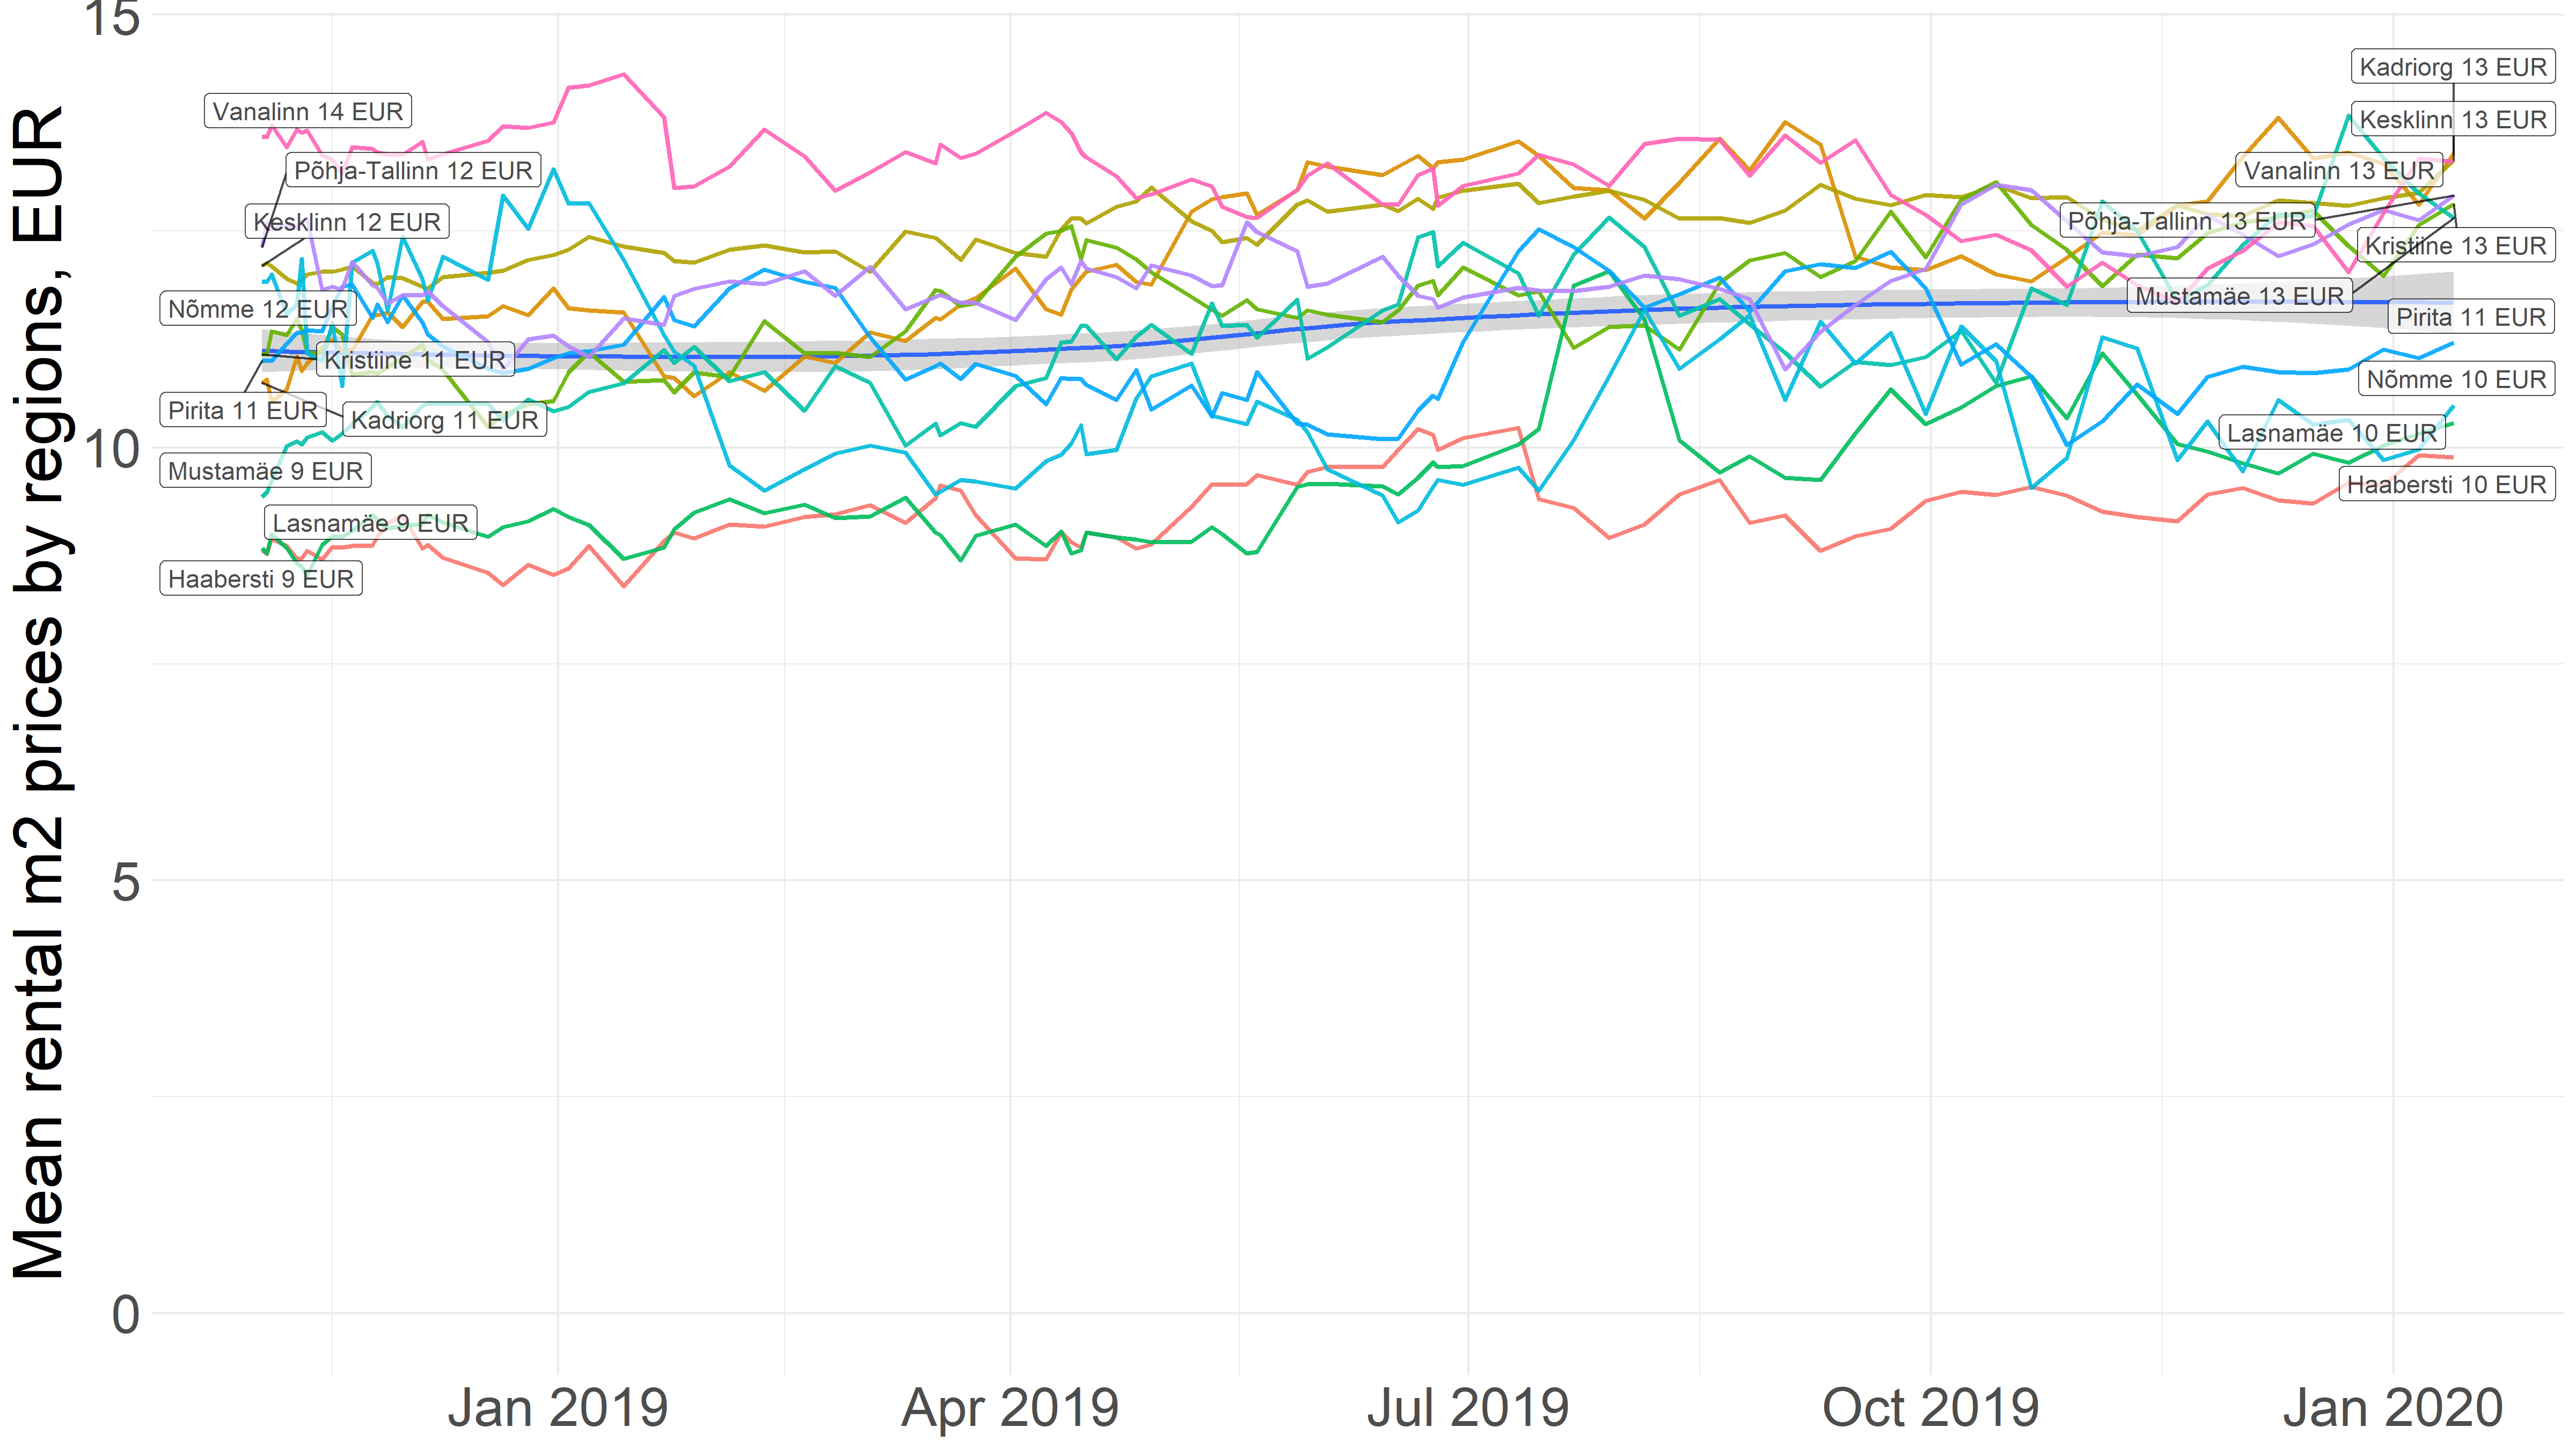 Mean rental m2 prices by regions, EUR
15
10
5
0
Vanalinn 14 EUR
Põhja-Tallinn 12 EUR
Kesklinn 12 EUR
Nõmme 12 EUR
Kristiine 11 EUR
Pirita 11 EUR
Kadriorg 11 EUR
Mustamäe 9 EUR
Lasnamäe 9 EUR
Haabersti 9 EUR
Kadriorg 13 EUR
Kesklinn 13 EUR
Vanalinn 13 EUR
Põhja-Tallinn 13 EUR
Kristiine 13 EUR
Mustamäe 13 EUR
Pirita 11 EUR
Nõmme 10 EUR
Lasnamäe 10 EUR
Haabersti 10 EUR
Jan 2019
Apr 2019
Jul 2019
Oct 2019
Jan 2020